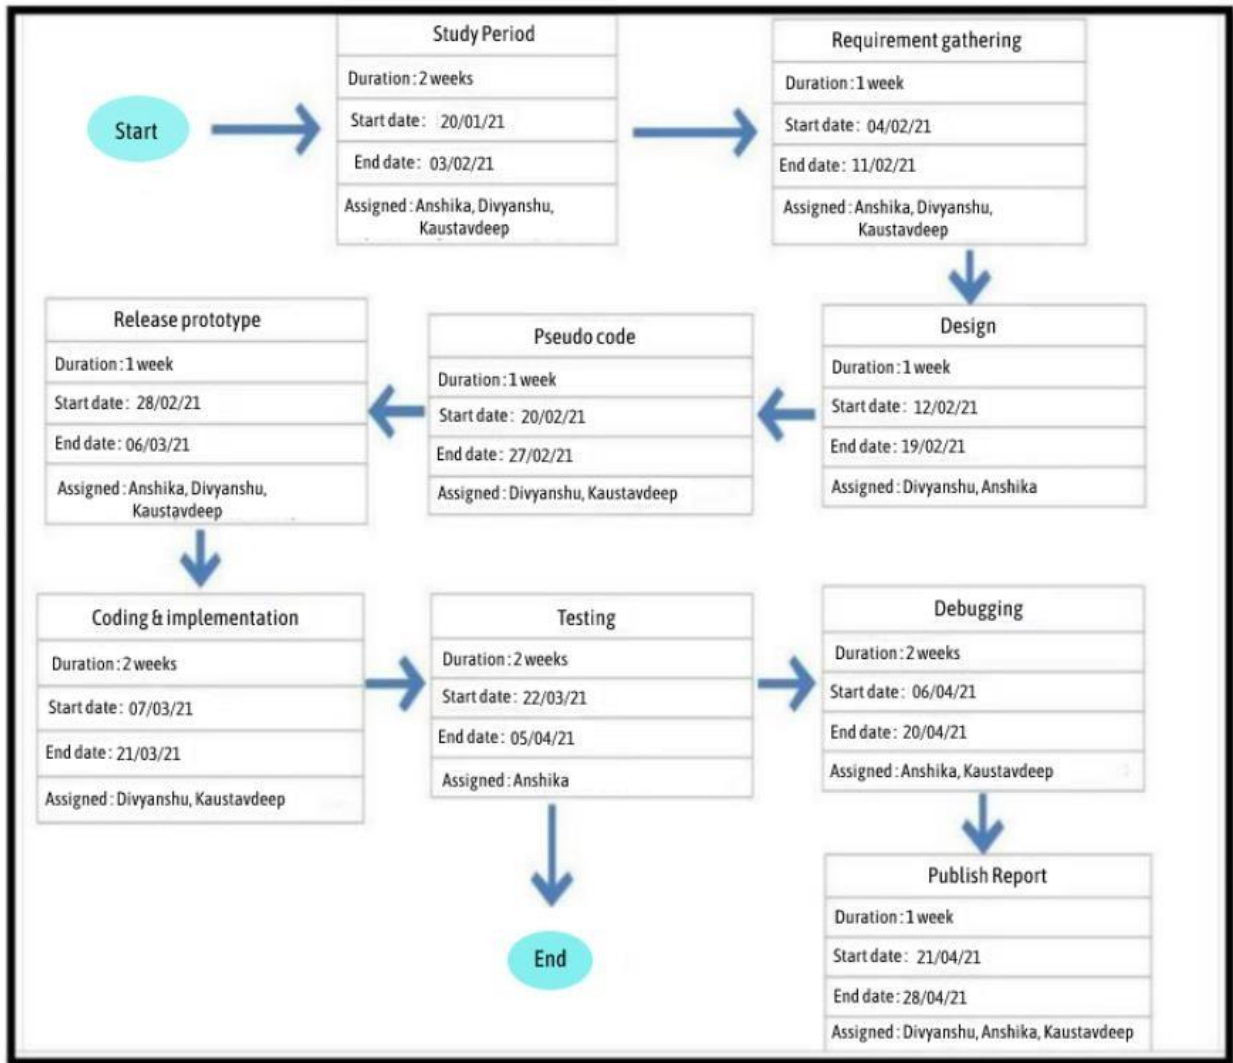 Start
Study Period
Duration : 2 weeks
Start date : 20/01/21
End date : 03/02/21
Assigned : Anshika, Divyanshu,
Kaustavdeep
Requirement gathering
Duration : 1 week
Start date : 04/02/21
End date : 11/02/21
Assigned : Anshika, Divyanshu,
Kaustavdeep
Design
Duration : 1 week
Start date : 12/02/21
End date : 19/02/21
Assigned : Divyanshu, Anshika
Pseudo code
Duration : 1 week
Start date : 20/02/21
End date : 27/02/21
Assigned : Divyanshu, Kaustavdeep
Release prototype
Duration : 1 week
Start date : 28/02/21
End date : 06/03/21
Assigned : Anshika, Divyanshu,
Kaustavdeep
Coding & implementation
Duration : 2 weeks
Start date : 07/03/21
End date : 21/03/21
Assigned : Divyanshu, Kaustavdeep
Testing
Duration : 2 weeks
Start date : 22/03/21
End date : 05/04/21
Assigned : Anshika
Debugging
Duration : 2 weeks
Start date : 06/04/21
End date : 20/04/21
Assigned : Anshika, Kaustavdeep
Publish Report
Duration : 1 week
Start date : 21/04/21
End date : 28/04/21
Assigned : Divyanshu, Anshika, Kaustavdeep
End